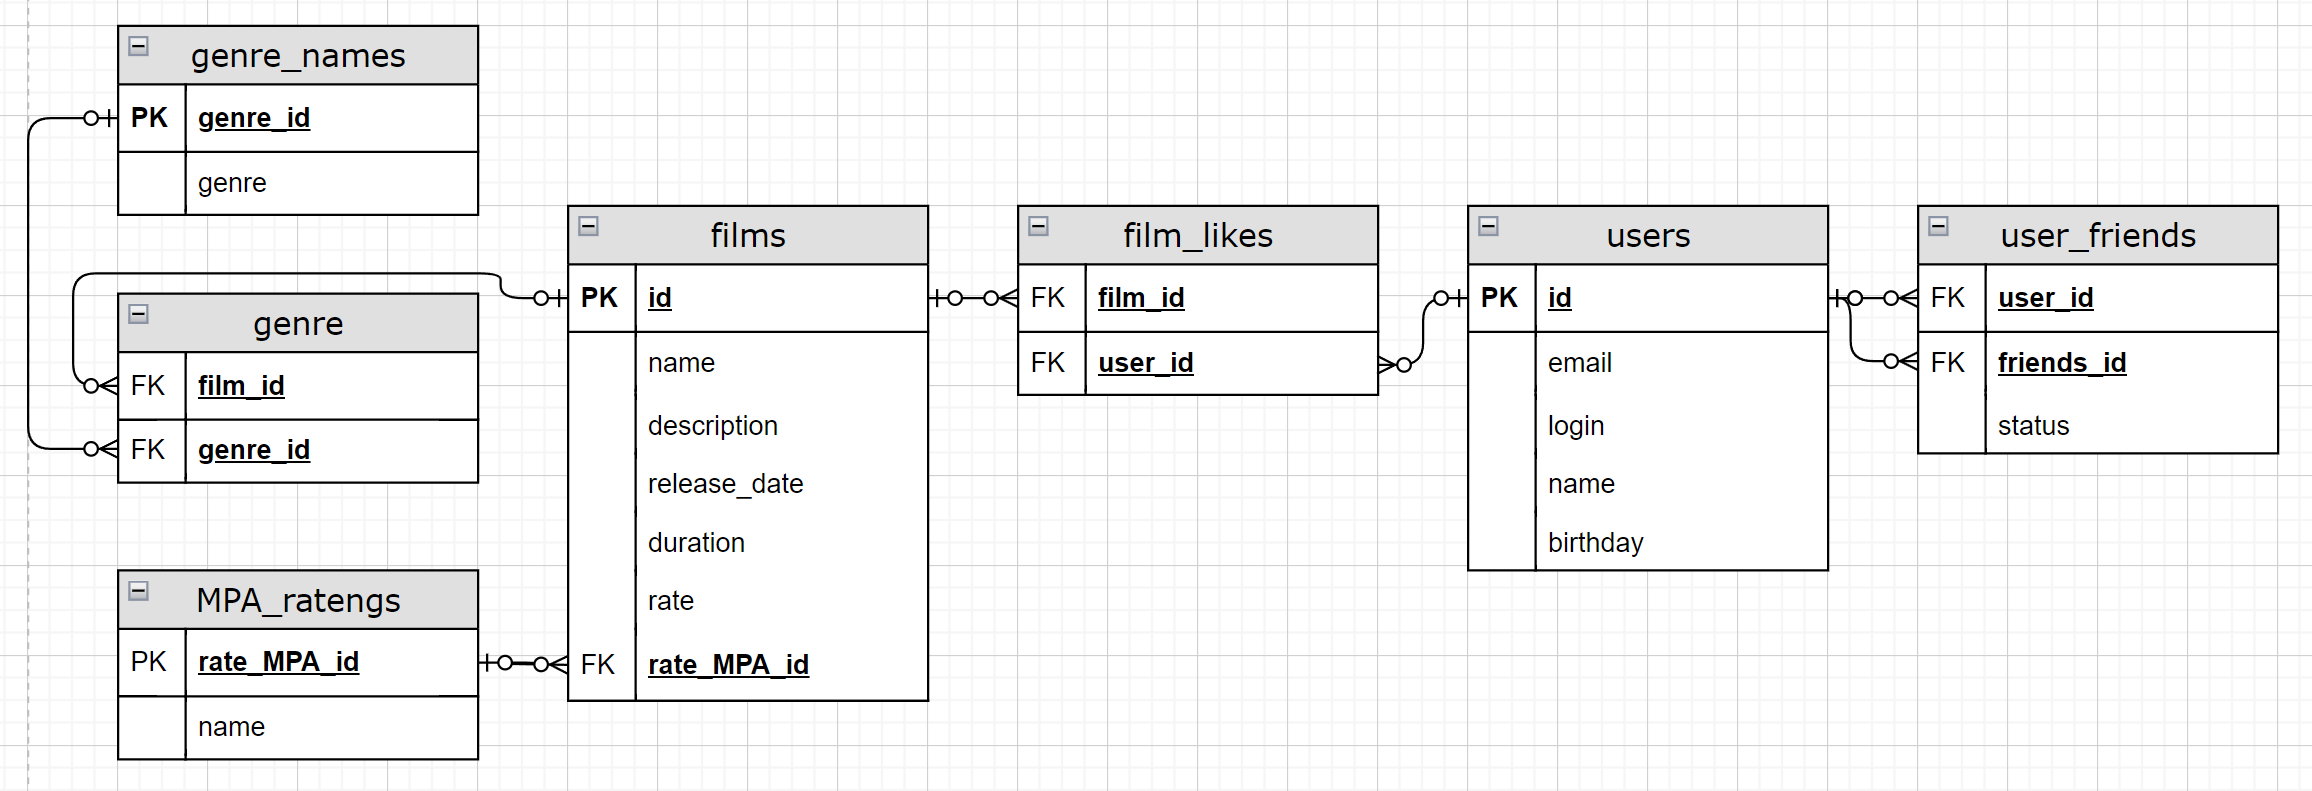 genre_names
PK genre_id
genre
genre
FK film_id
FK genre_id
MPA_ratengs
PK rate_MPA_id
name
films
PK id
name
description
release_date
duration
rate
FK rate_MPA_id
film_likes
FK film_id
FK user_id
users
PK id
email
login
name
birthday
user_friends
FK user_id
FK friends_id
status